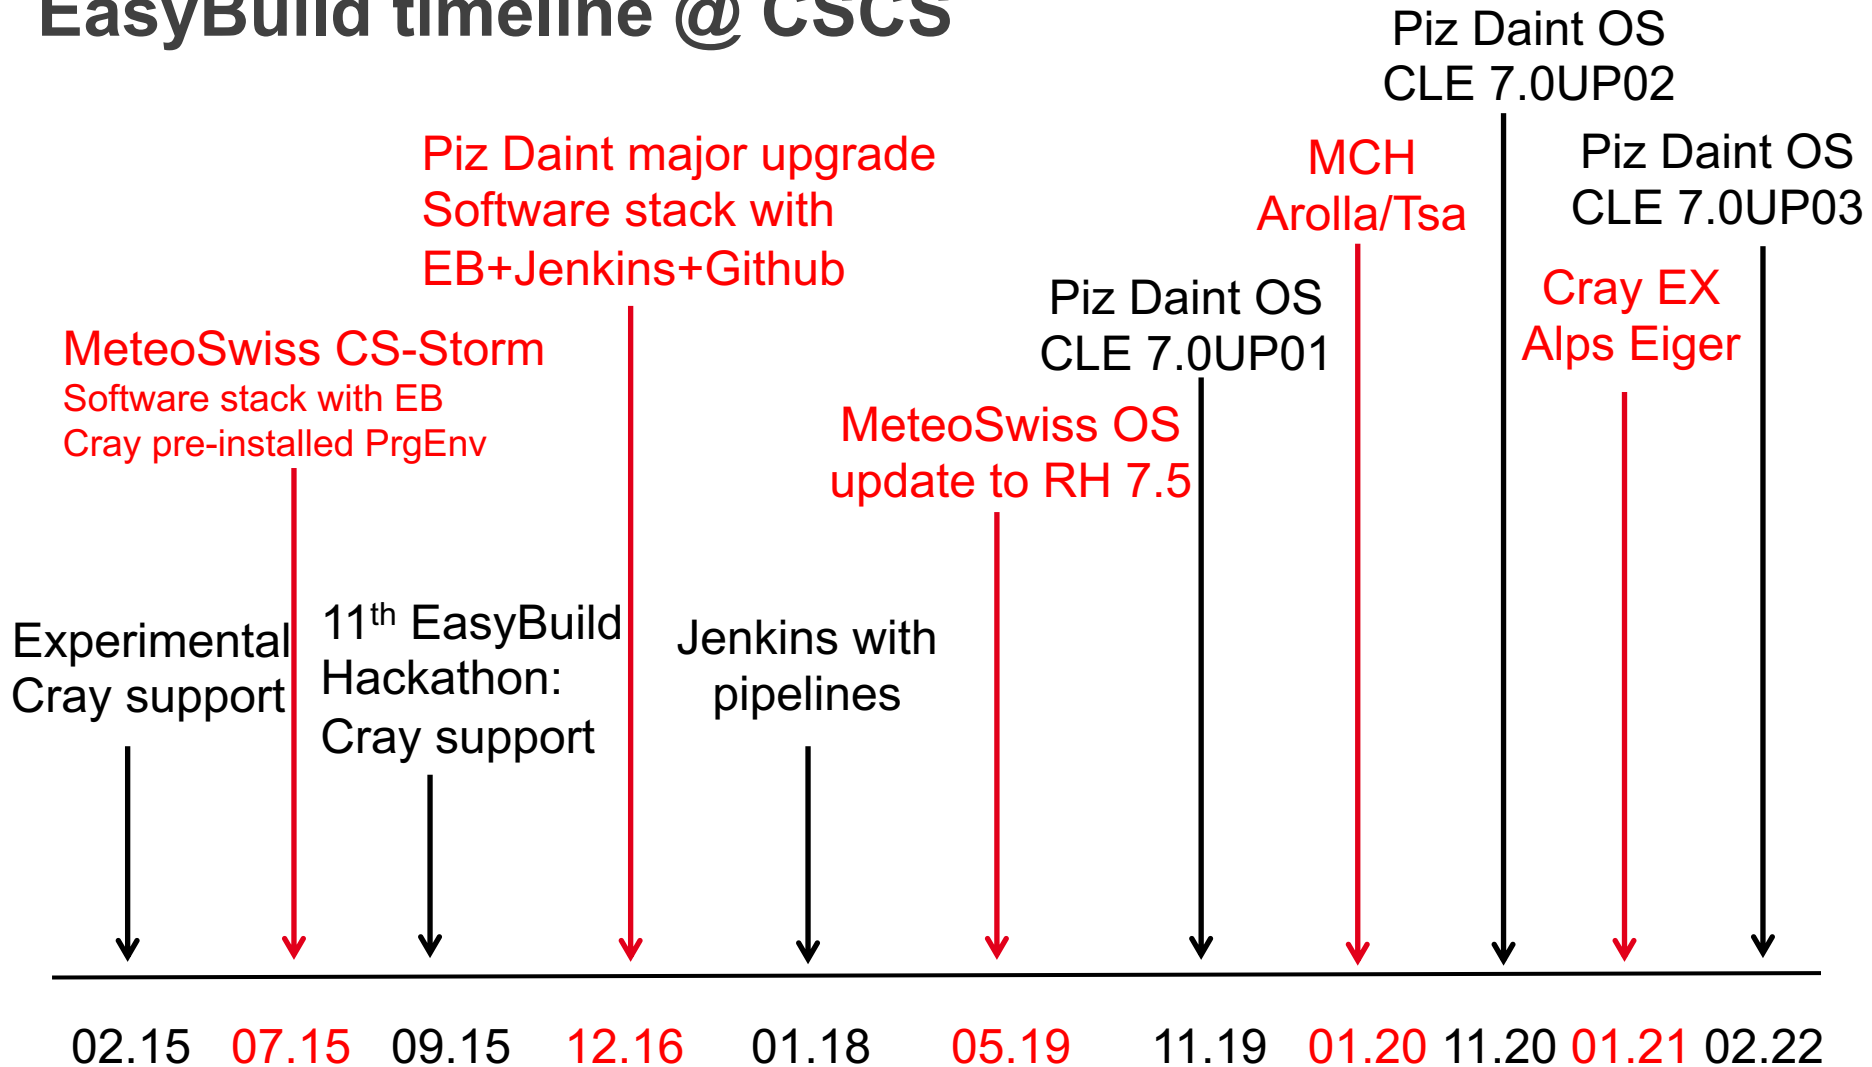 EasyBuild timeline @ CSCS
Piz Daint OS
CLE 7.0UP02
Piz Daint major upgrade
Software stack with
EB+Jenkins+Github
MCH
Arolla/Tsa
Piz Daint OS
CLE 7.0UP03
Piz Daint OS
CLE 7.0UP01
Cray EX
Alps Eiger
MeteoSwiss CS-Storm
Software stack with EB
Cray pre-installed PrgEnv
MeteoSwiss OS
update to RH 7.5
Experimental
Cray support
11th EasyBuild
Hackathon:
Cray support
Jenkins with
pipelines
02.15 07.15 09.15 12.16 01.18 05.19 11.19 01.20 11.20 01.21 02.22